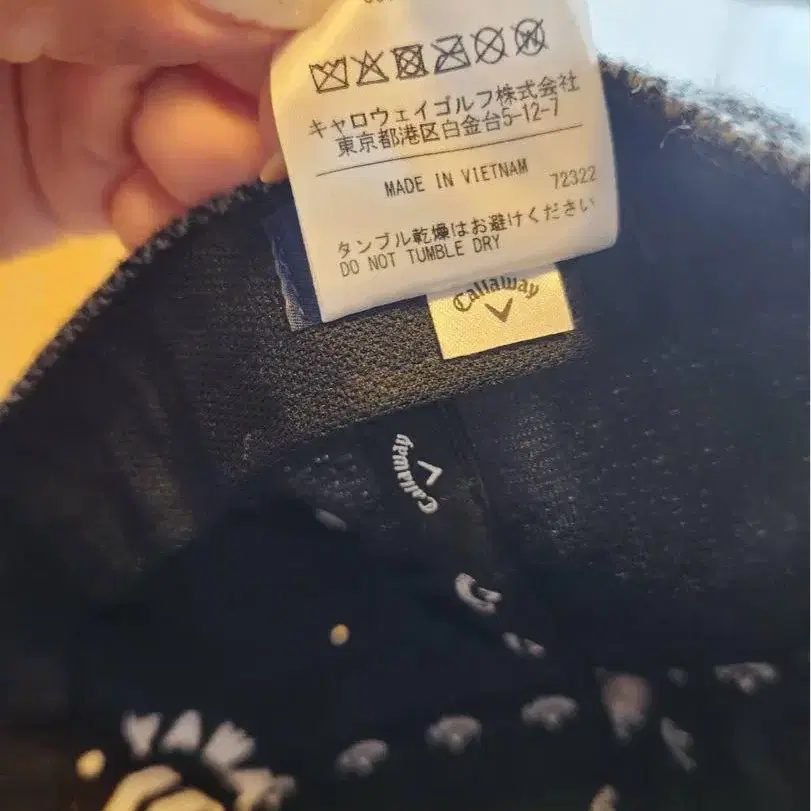 キャロウェイゴルフ株式会社
東京都港区白金台5-12-7
MADE IN VIETNAM
72322
タンブル乾燥はお避けください
DO NOT TUMBLE DRY
Callaway
Callaway